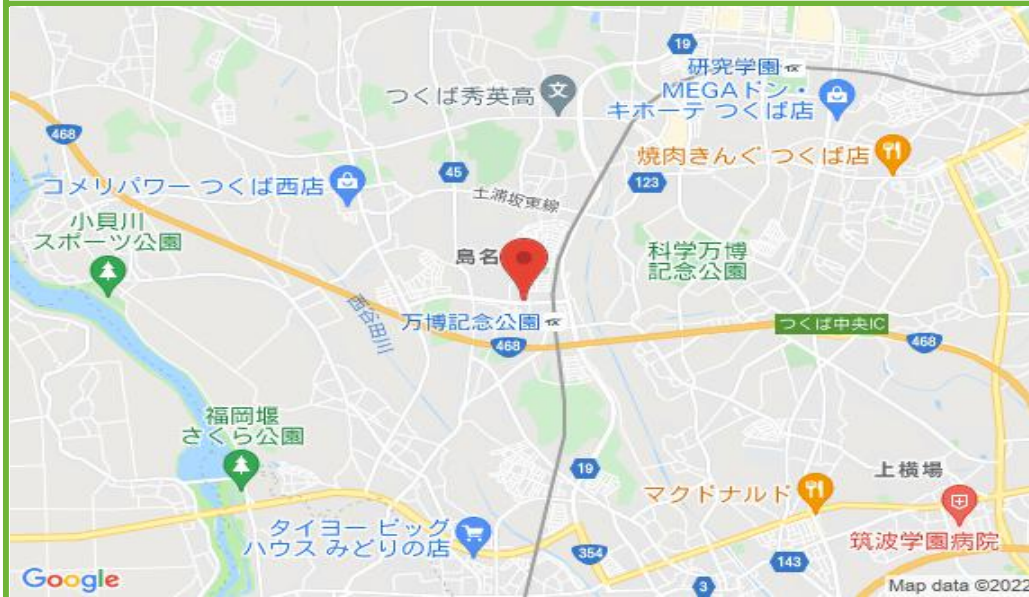 19
研究学園
つくば秀英高
MEGAドン・
キホーテ つくば店
468
焼肉きんぐ つくば店
45
123
コメリパワー つくば西店
土浦坂東線
小貝川
スポーツ公園
島名
科学万博
記念公園
西谷田川
万博記念公園
つくば中央IC
468
468
福岡堰
さくら公園
19
上横場
マクドナルド
タイヨー ビッグ
ハウス みどりの店
筑波学園病院
354
143
3
Google
Map data ©2022